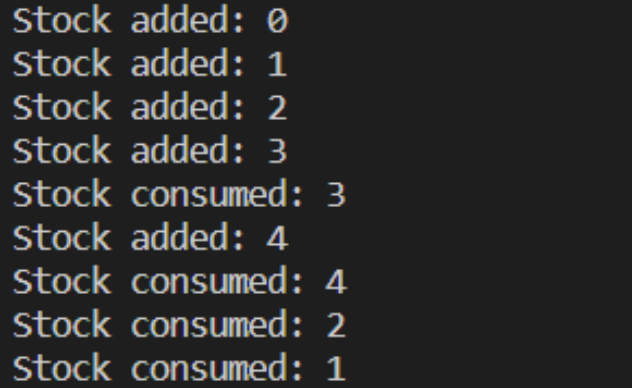 Stock added: 0
Stock added: 1
Stock added: 2
Stock added: 3
Stock consumed: 3
Stock added: 4
Stock consumed: 4
Stock consumed: 2
Stock consumed: 1